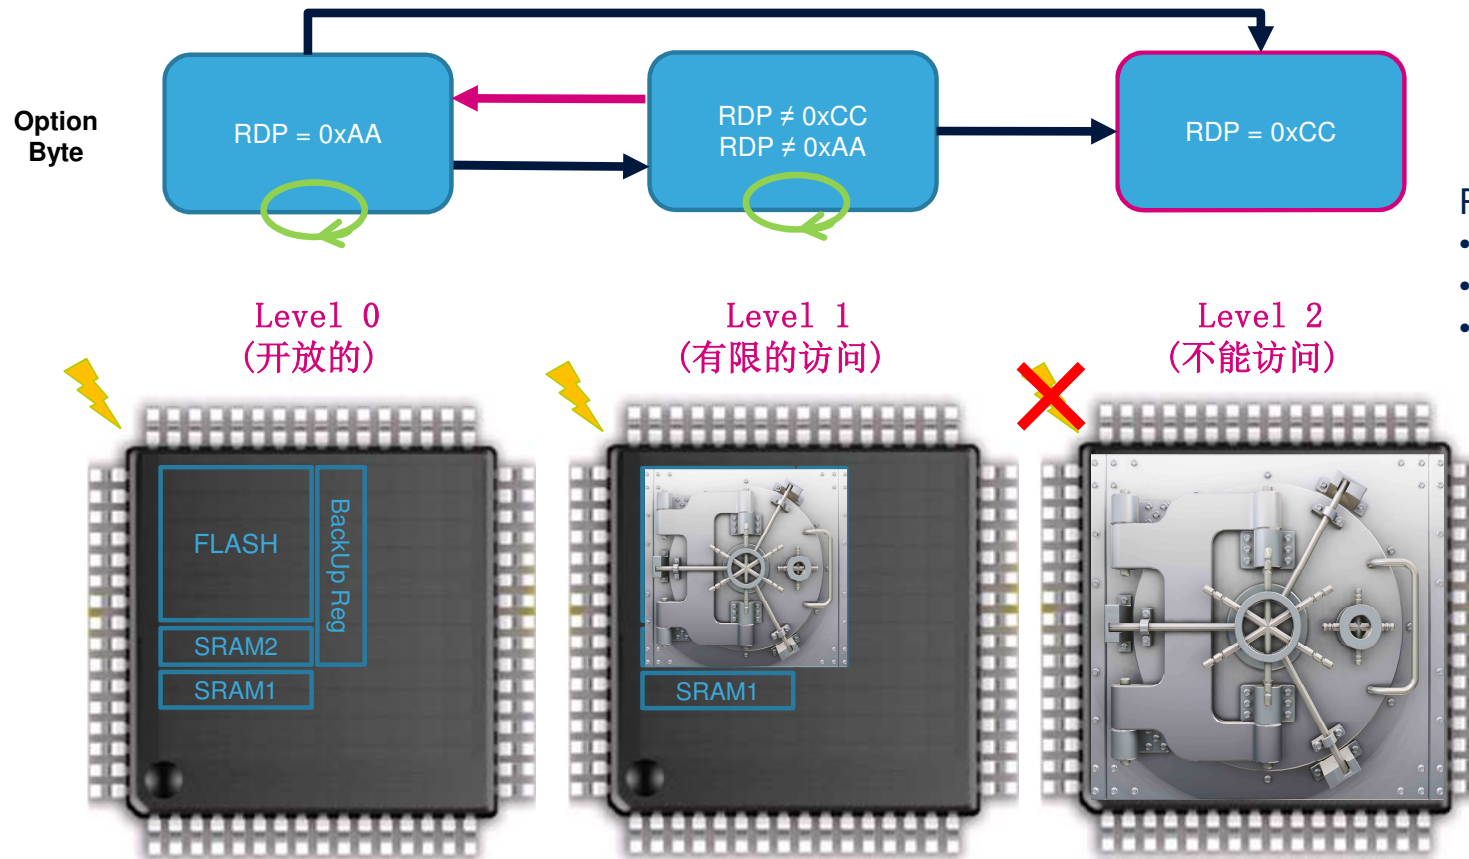 Option
Byte
RDP = 0xAA
RDP ≠ 0xCC
RDP ≠ 0xAA
RDP = 0xCC
Level 0
(开放的)
Level 1
(有限的访问)
Level 2
(不能访问)
FLASH
BackUp Reg
SRAM2
SRAM1
SRAM1